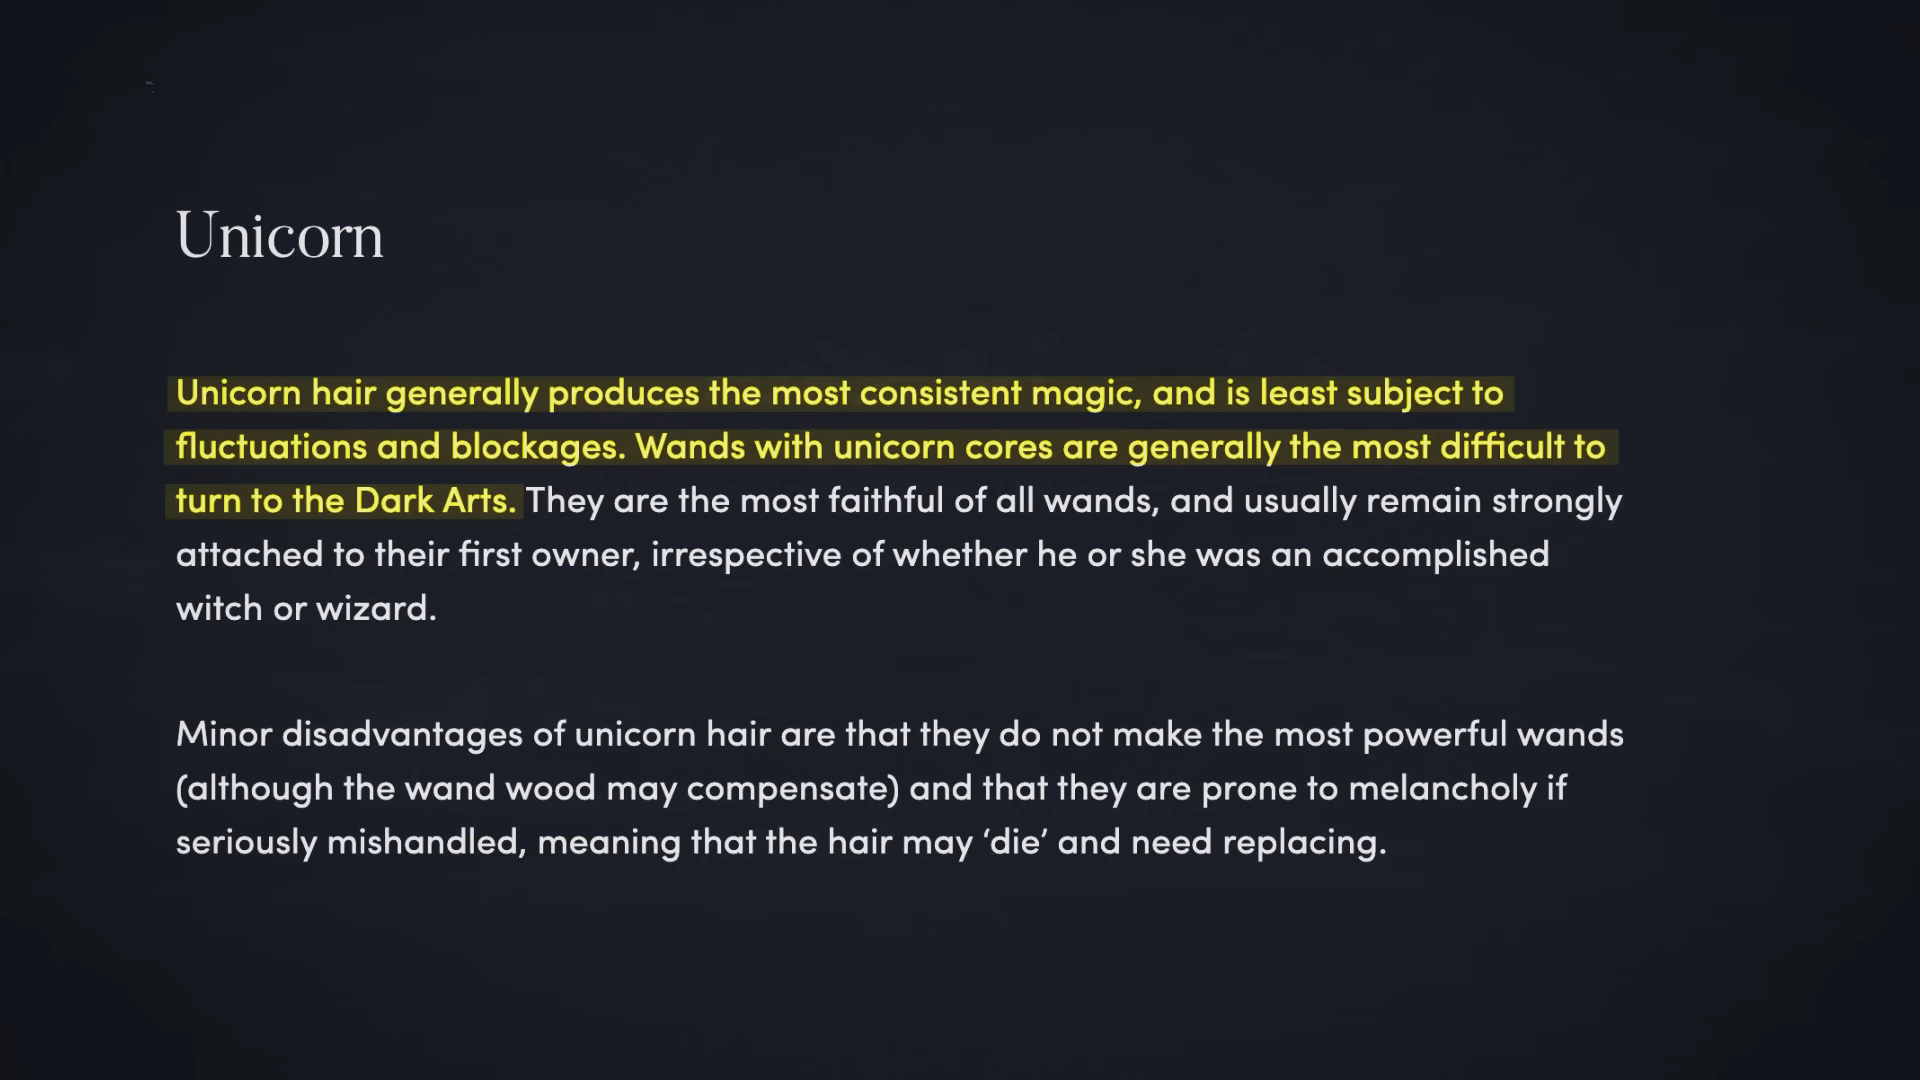 Unicorn
Unicorn hair generally produces the most consistent magic, and is least subject to
fluctuations and blockages. Wands with unicorn cores are generally the most difficult to
turn to the Dark Arts. They are the most faithful of all wands, and usually remain strongly
attached to their first owner, irrespective of whether he or she was an accomplished
witch or wizard.
Minor disadvantages of unicorn hair are that they do not make the most powerful wands
(although the wand wood may compensate) and that they are prone to melancholy if
seriously mishandled, meaning that the hair may ‘die’ and need replacing.